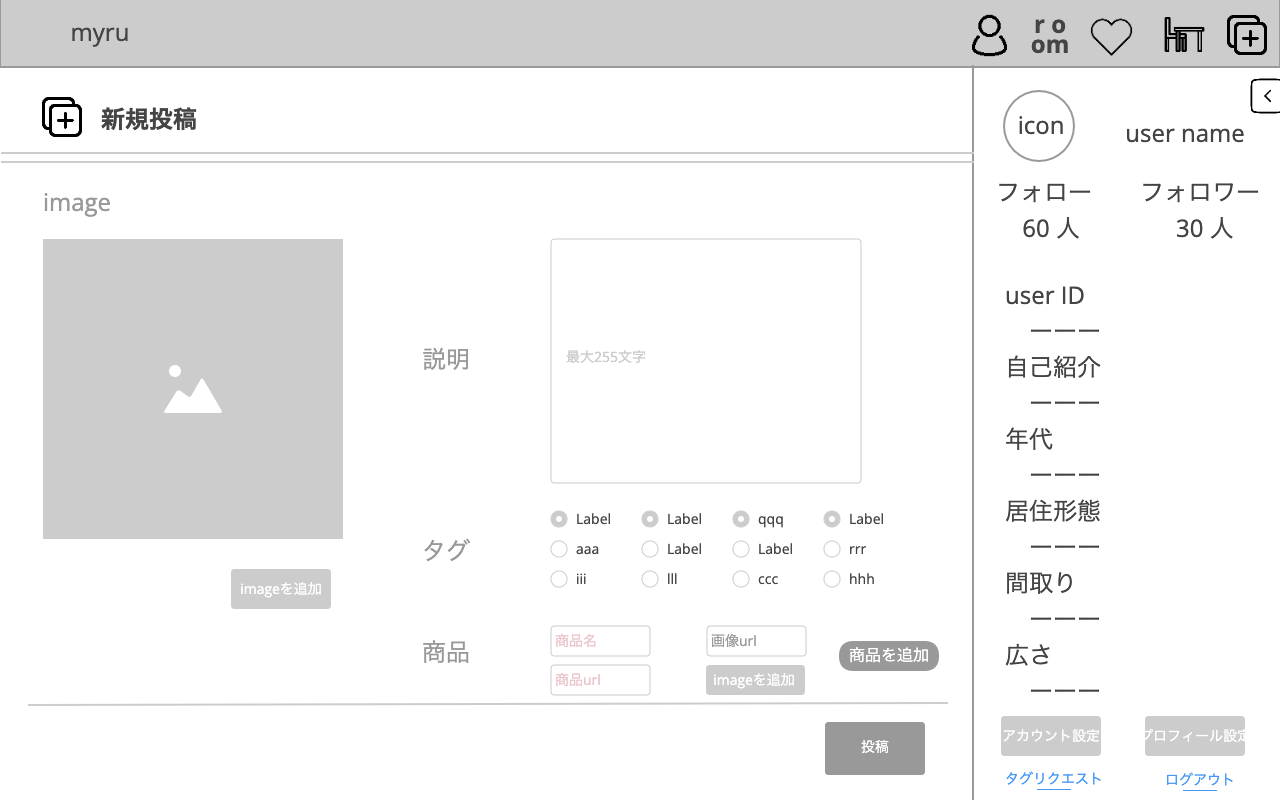 myru
r o
om
新規投稿
image
imageを追加
説明
最大255文字
タグ
Label Label qqq Label
aaa Label Label rrr
iii lll ccc hhh
商品
商品名 画像url
商品を追加
商品url imageを追加
投稿
icon
user name
フォロー フォロワー
60 人 30 人
user ID
ーーー
自己紹介
ーーー
年代
ーーー
居住形態
ーーー
間取り
ーーー
広さ
ーーー
アカウント設定 プロフィール設定
タグリクエスト ログアウト